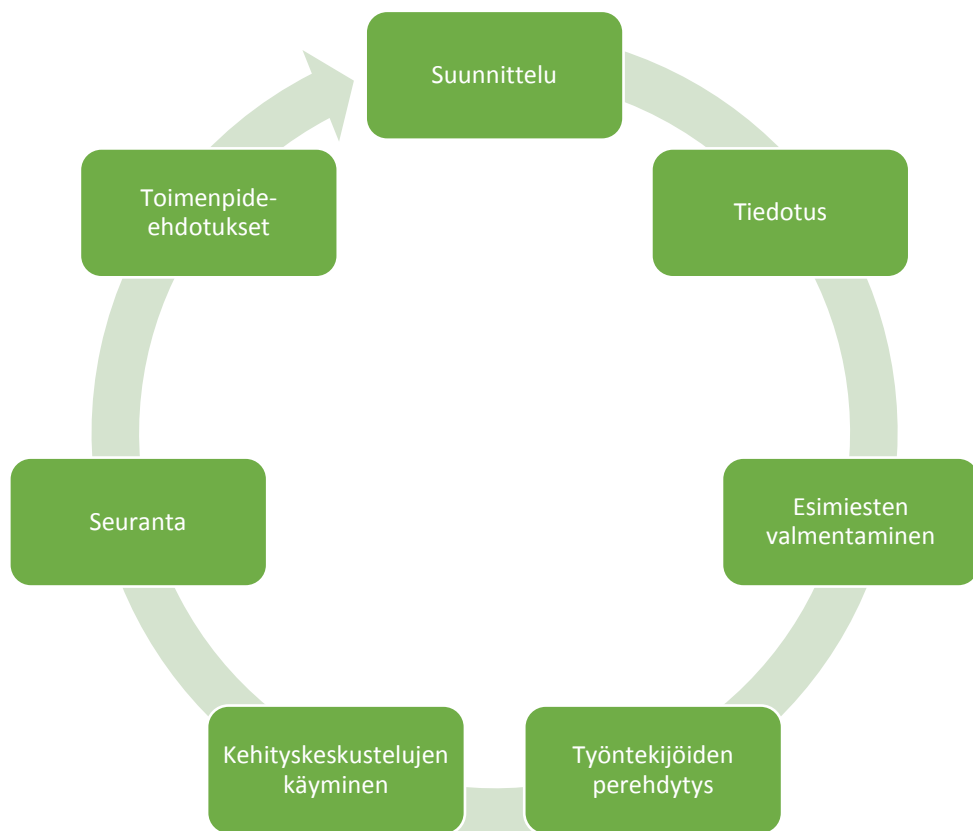 Suunnittelu
Tiedotus
Esimiesten
valmentaminen
Työntekijöiden
perehdytys
Kehityskeskustelujen
käyminen
Seuranta
Toimenpide-
ehdotukset